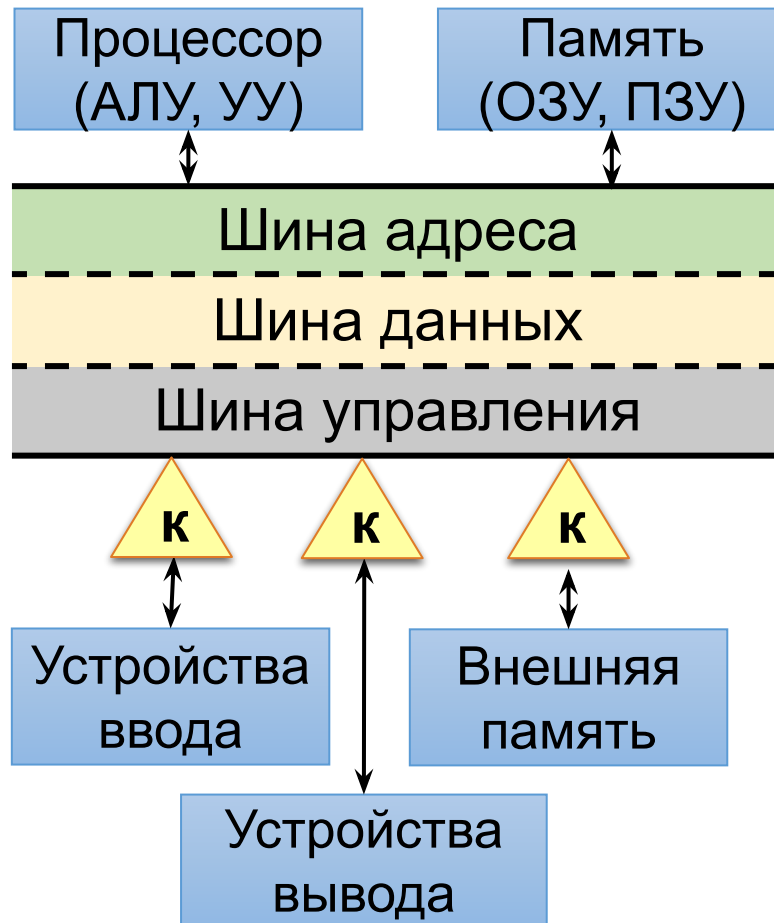 Процессор
(АЛУ, УУ)
Память
(ОЗУ, ПЗУ)
Шина адреса
Шина данных
Шина управления
к
к
к
Устройства
ввода
Внешняя
память
Устройства
вывода